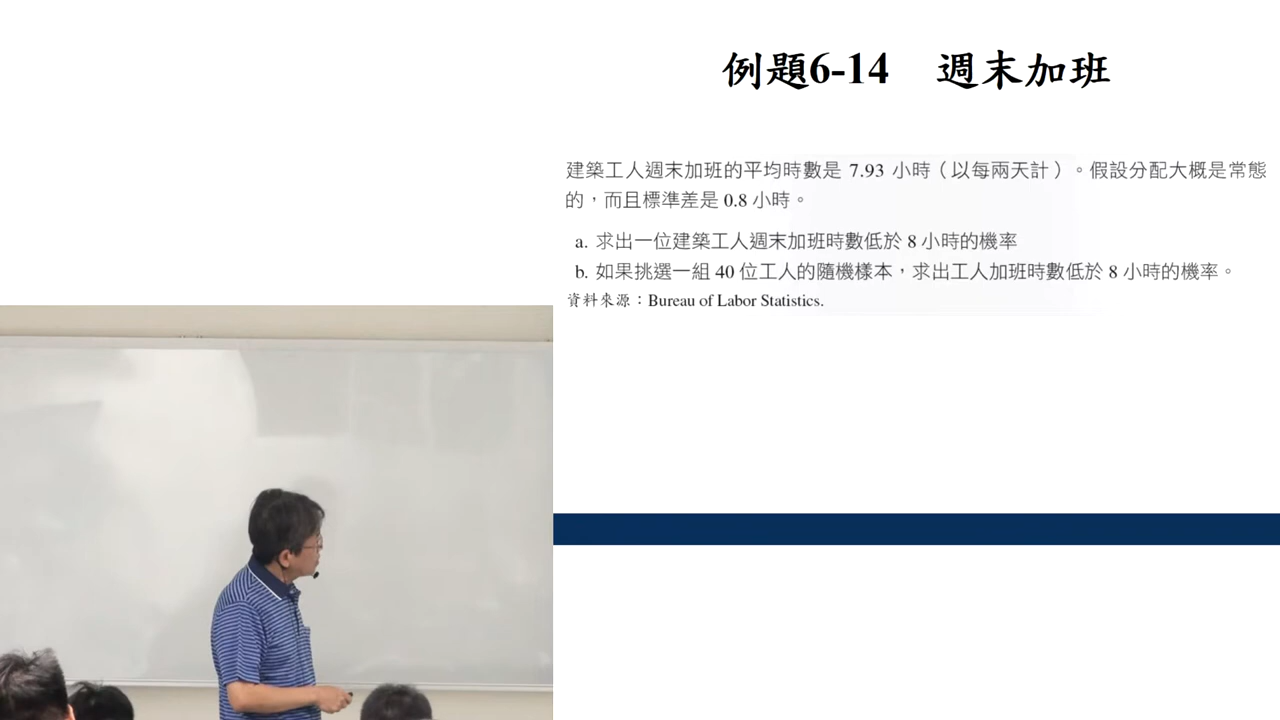 例題6-14 週末加班
建築工人週末加班的平均時數是 7.93 小時（以每兩天計）。假設分配大概是常態
的，而且標準差是 0.8 小時。
a. 求出一位建築工人週末加班時數低於 8 小時的機率
b. 如果挑選一組 40 位工人的隨機樣本，求出工人加班時數低於 8 小時的機率。
資料來源：Bureau of Labor Statistics.